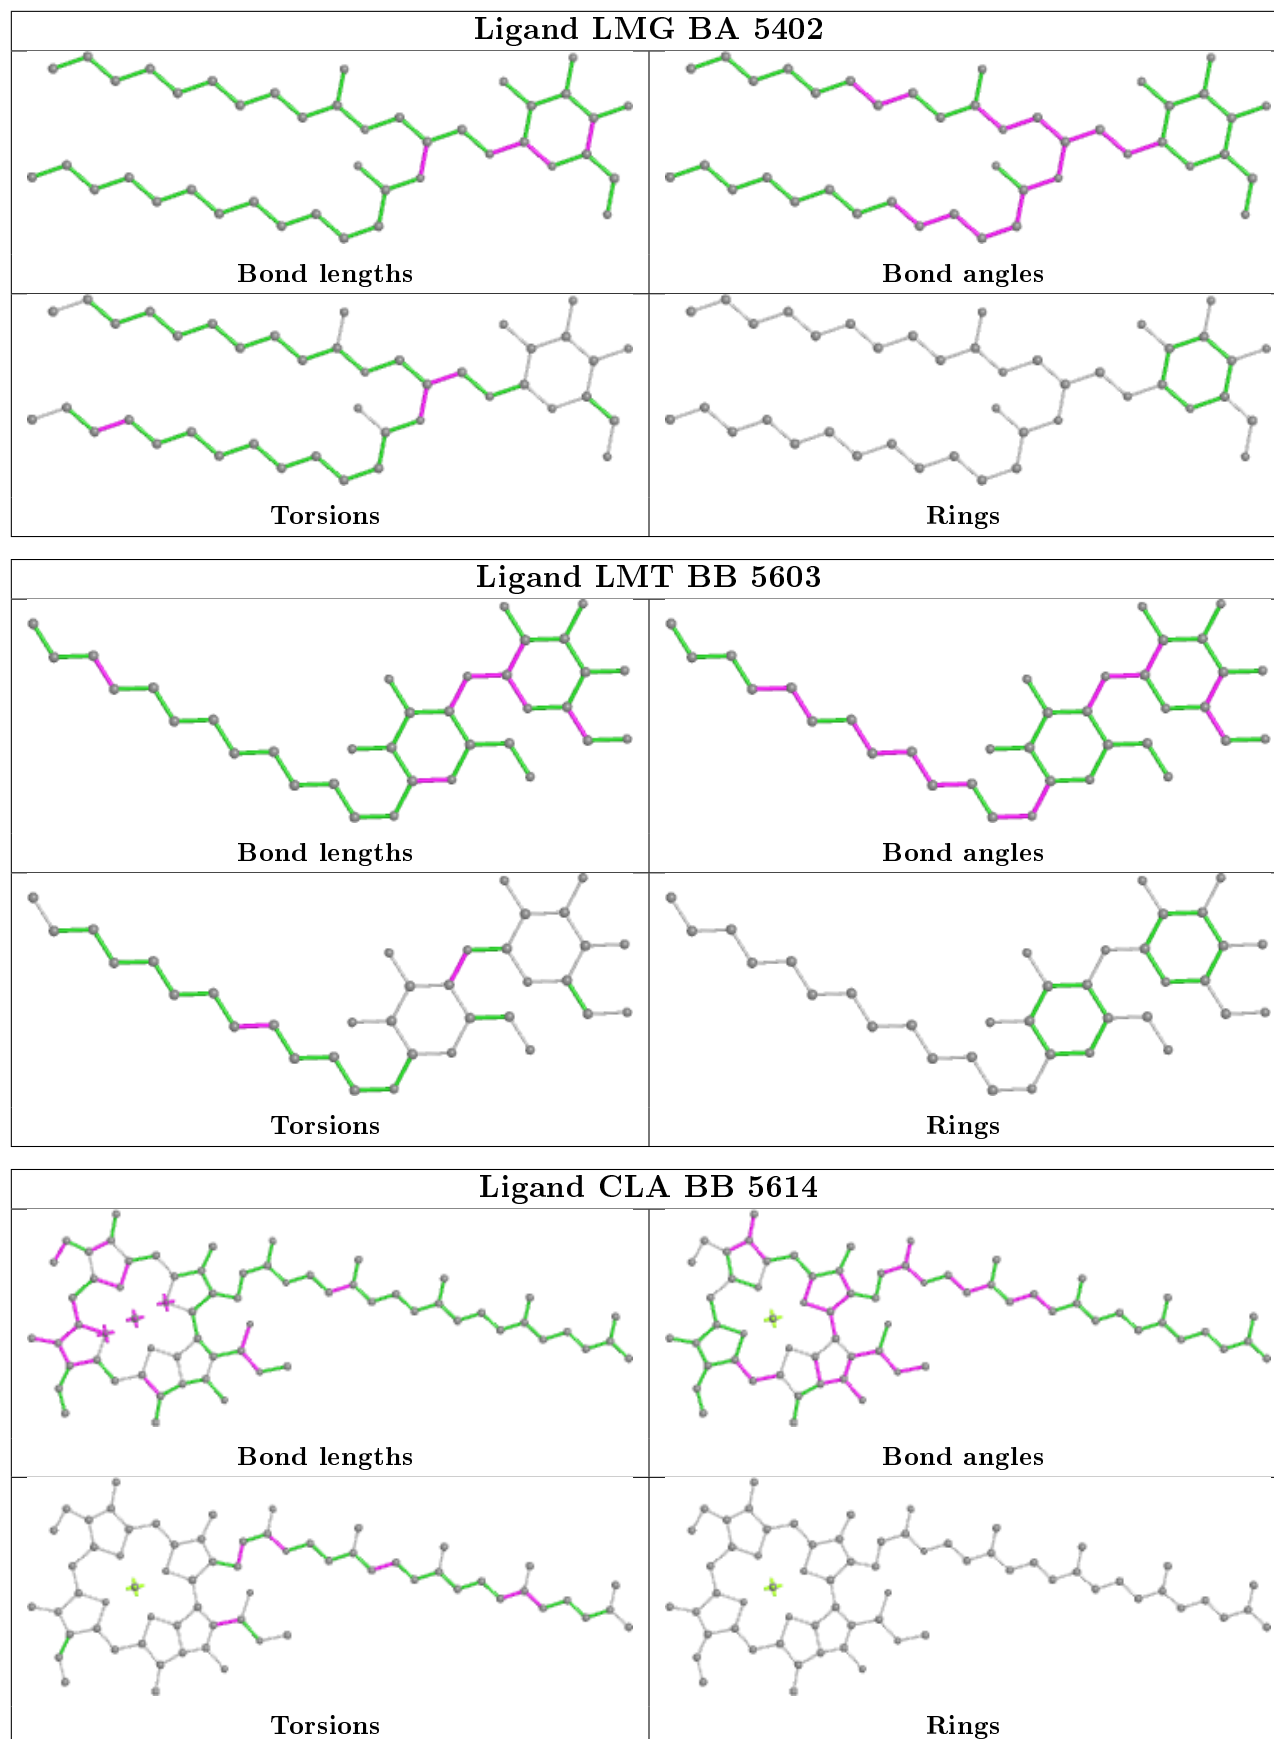 Ligand LMG BA 5402
Bond lengths
Bond angles
Torsions
Rings
Ligand LMT BB 5603
Bond lengths
Bond angles
Torsions
Rings
Ligand CLA BB 5614
Bond lengths
Bond angles
Torsions
Rings